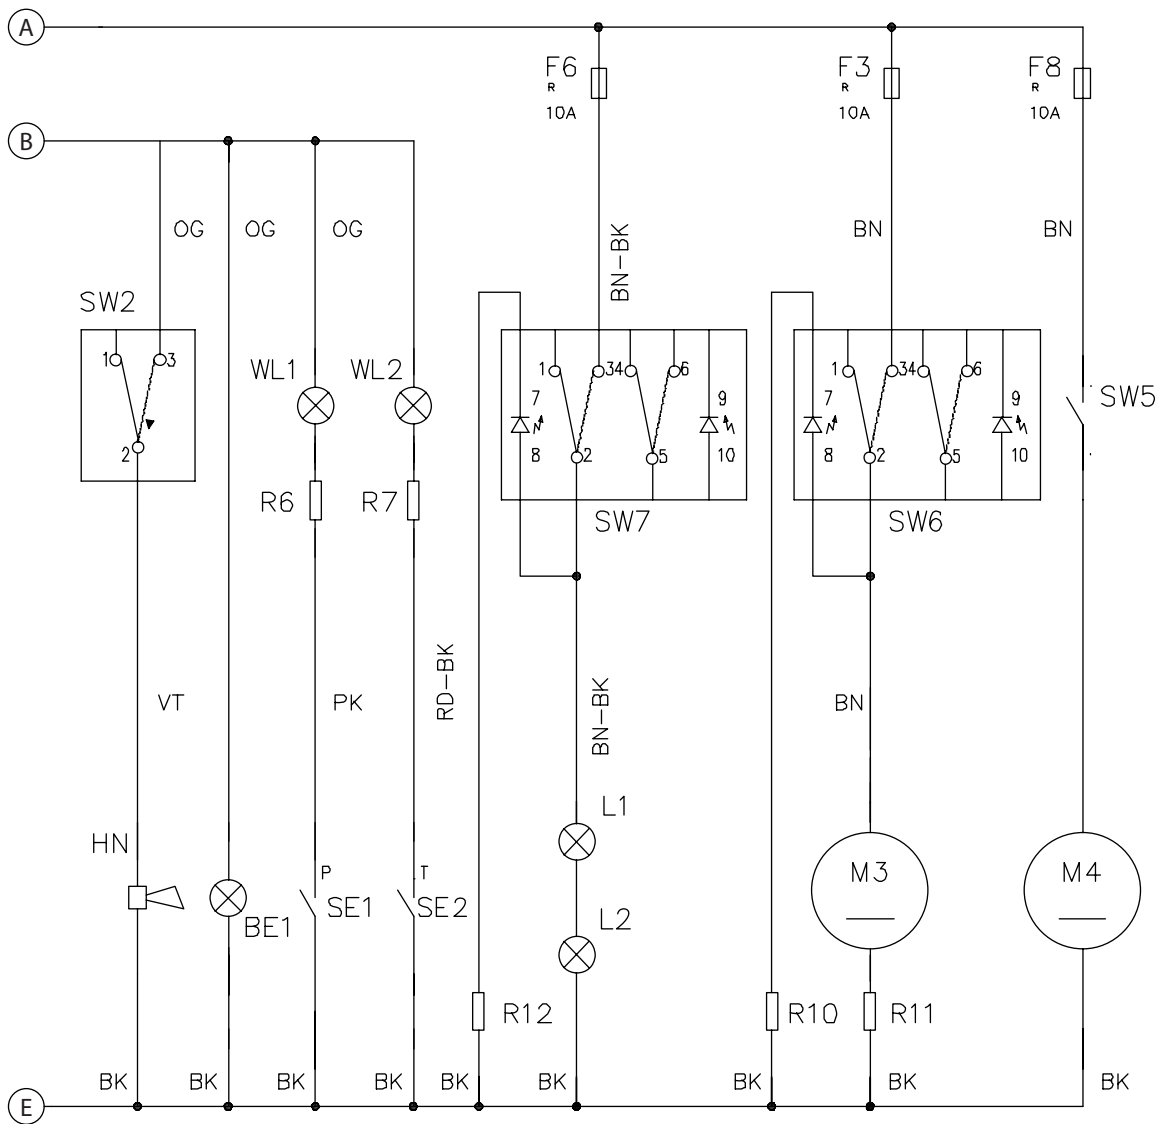 A
F6 F3 F8
R R R
10A 10A 10A
B
OG OG OG BN BN
BN-BK
SW2
WL1 WL2 SW5
1 3 1 34 6 1 34 6
7 9 7 9
2 8 2 5 10 8 2 5 10
R6 R7 SW7 SW6
RD-BK
VT PK BN-BK BN
L1
HN
P T M3 M4
SE1 SE2
BE1 L2
R12 R10 R11
BK BK BK BK BK BK BK BK BK
E